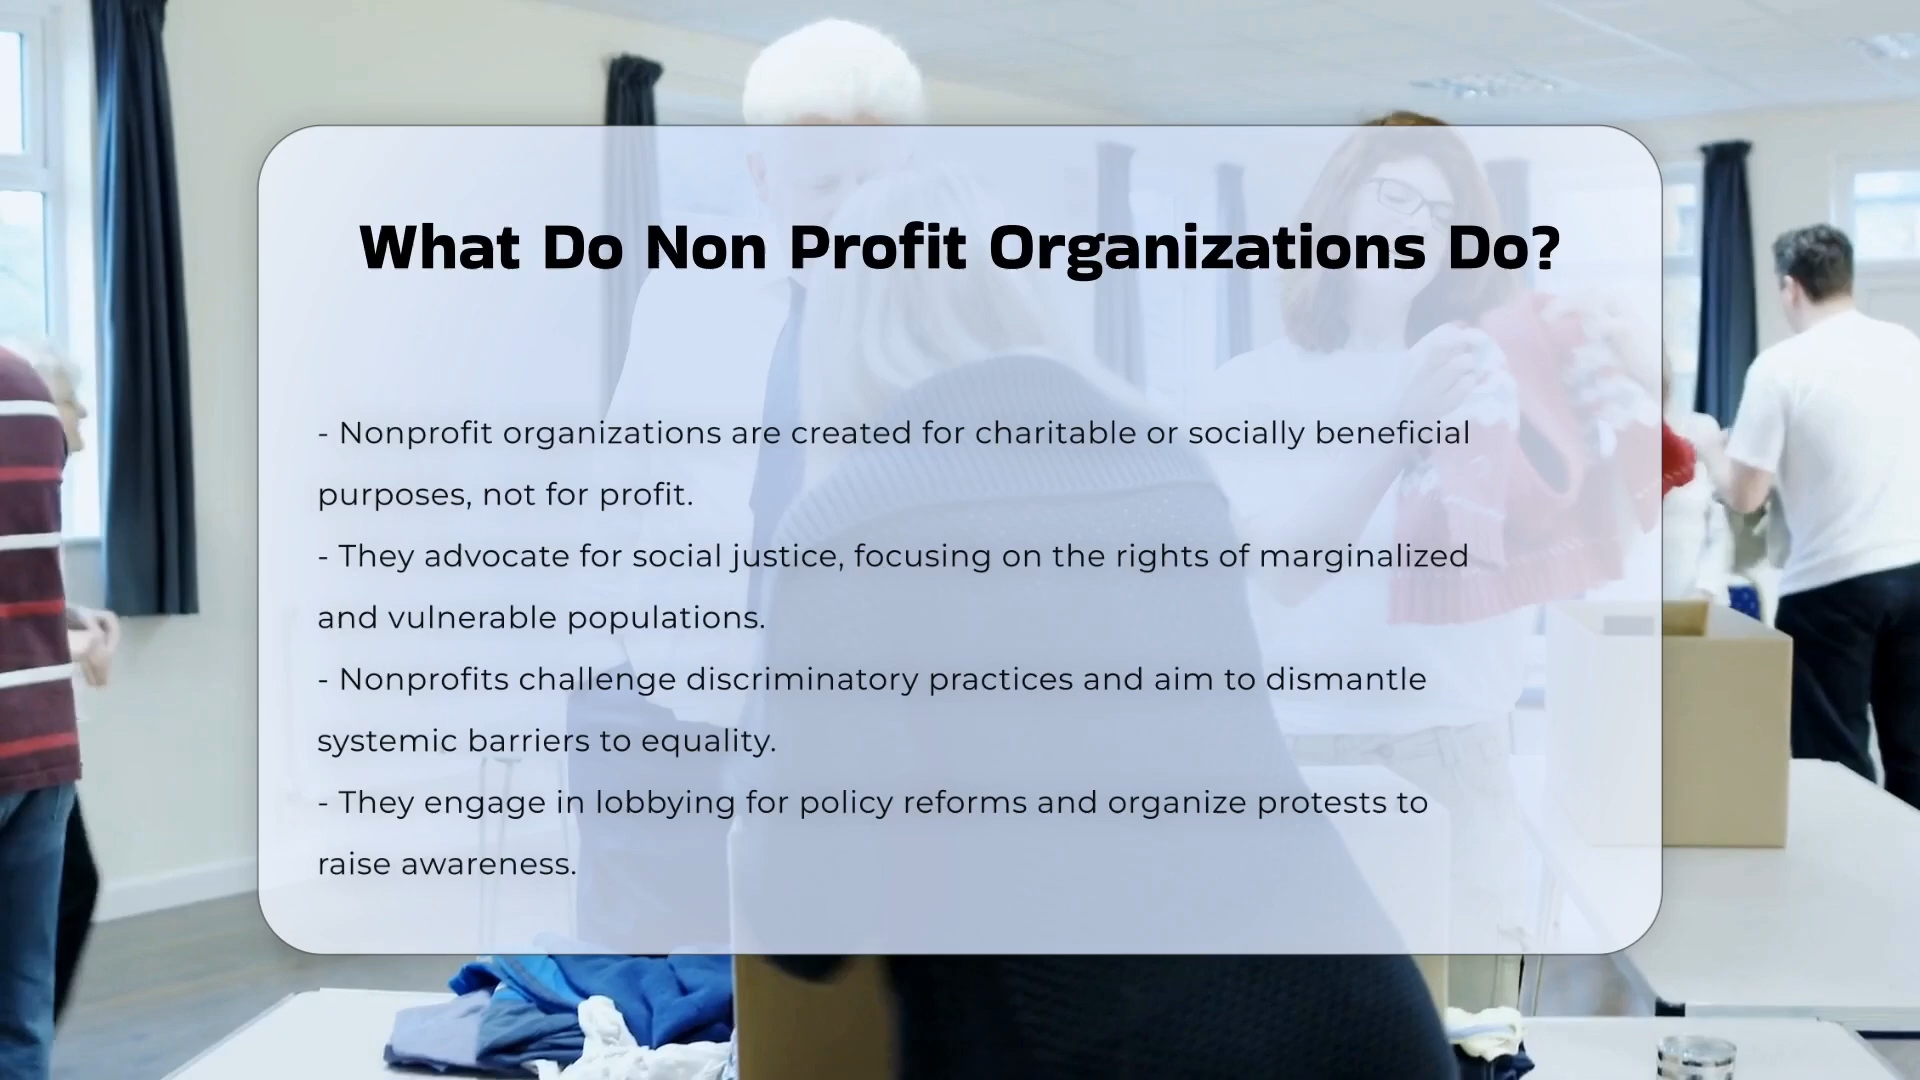 What Do Non Profit Organizations Do?
- Nonprofit organizations are created for charitable or socially beneficial
purposes, not for profit.
- They advocate for social justice, focusing on the rights of marginalized
and vulnerable populations.
- Nonprofits challenge discriminatory practices and aim to dismantle
systemic barriers to equality.
- They engage in lobbying for policy reforms and organize protests to
raise awareness.